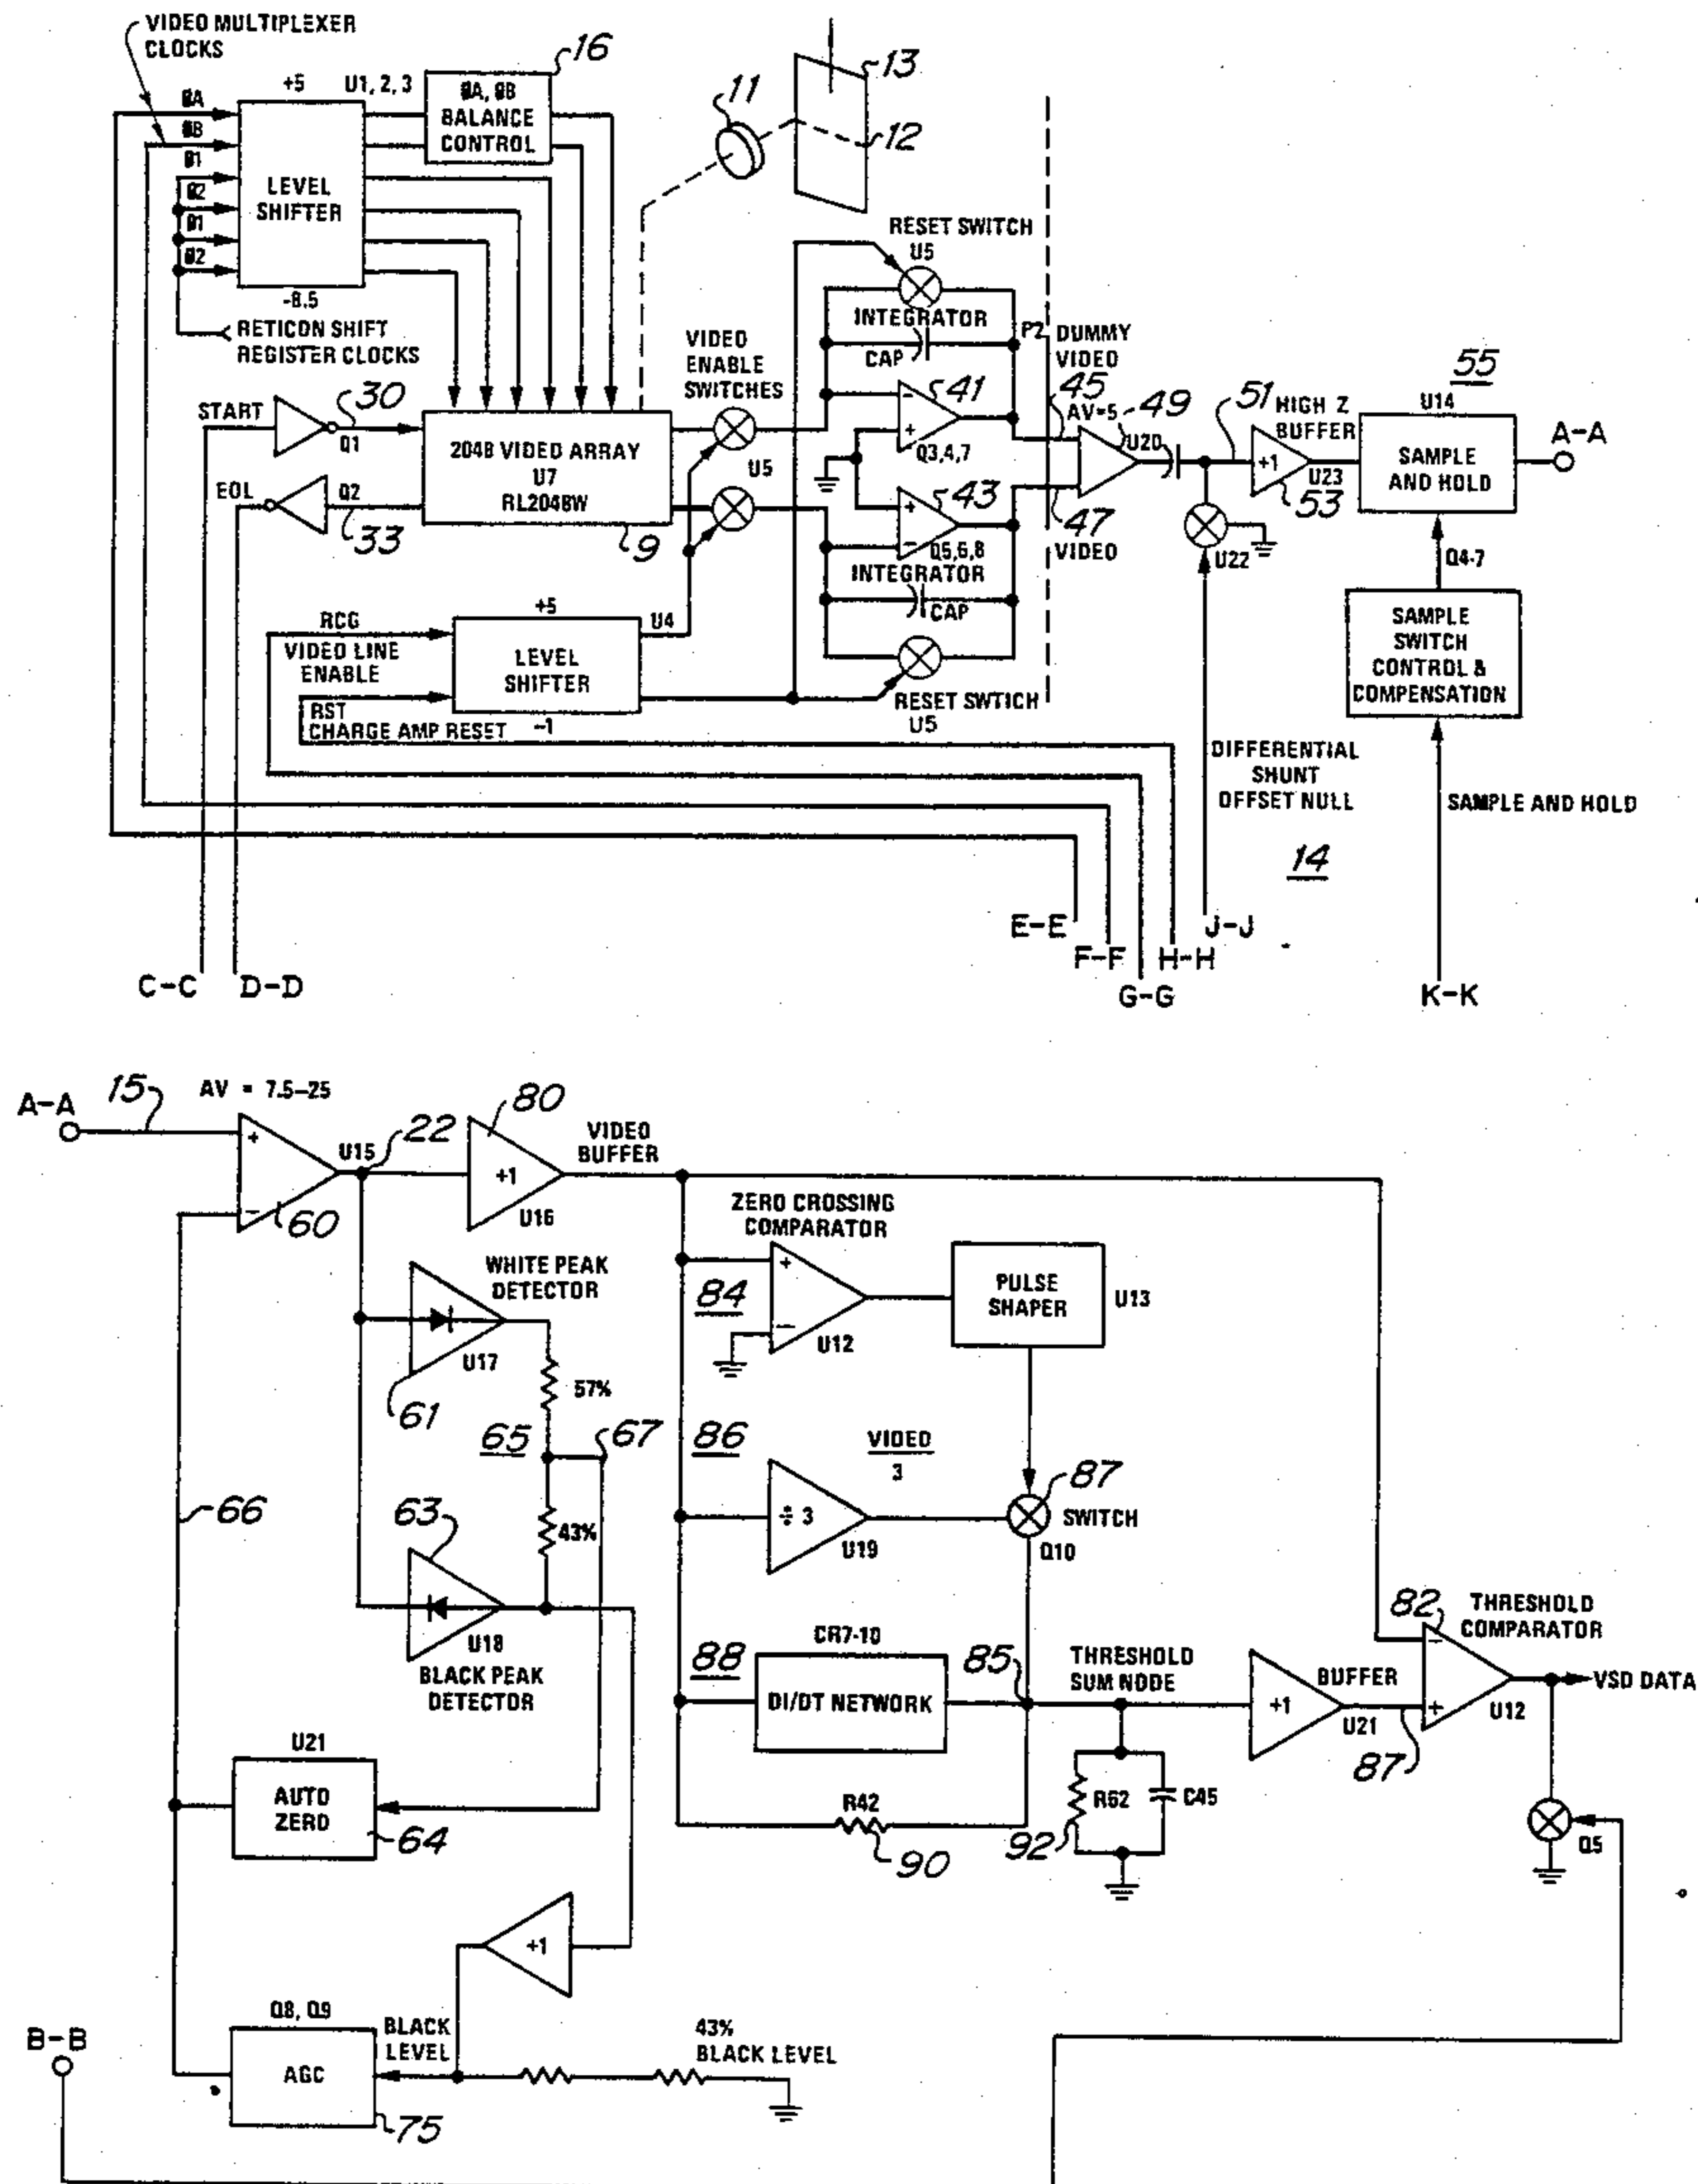 VIDEO MULTIPLEXER
CLOCKS
+5
U1, 2, 3
16
ØA, ØB
BALANCE
CONTROL
ØA
ØB
Ø1
Ø2
Ø1
Ø2
LEVEL
SHIFTER
-8.5
RETICON SHIFT
REGISTER CLOCKS
11
13
12
RESET SWITCH
U5
INTEGRATOR
CAP
P2
DUMMY
VIDEO
VIDEO
ENABLE
SWITCHES
START
30
Q1
2048 VIDEO ARRAY
U7
RL2048W
9
EOL
Q2
33
U5
41
Q3,4,7
45
AV=5
49
U20
43
Q5,6,8
47
VIDEO
INTEGRATOR
CAP
51
HIGH Z
BUFFER
+1
U23
53
55
U14
SAMPLE
AND HOLD
A-A
U22
Q4-7
SAMPLE
SWITCH
CONTROL &
COMPENSATION
RCG
VIDEO LINE
ENABLE
RST
CHARGE AMP RESET
+5
U4
LEVEL
SHIFTER
-1
RESET SWTICH
U5
DIFFERENTIAL
SHUNT
OFFSET NULL
SAMPLE AND HOLD
14
C-C
D-D
E-E
F-F
G-G
H-H
J-J
K-K
A-A
15
AV = 7.5-25
+
-
60
U15
22
80
+1
U16
VIDEO
BUFFER
WHITE PEAK
DETECTOR
U17
61
57%
65
67
43%
63
U18
BLACK PEAK
DETECTOR
66
U21
AUTO
ZERO
64
+1
Q8, Q9
AGC
75
BLACK
LEVEL
43%
BLACK LEVEL
B-B
ZERO CROSSING
COMPARATOR
84
+
-
U12
PULSE
SHAPER
U13
86
VIDEO
3
÷ 3
U19
87
SWITCH
Q10
88
CR7-10
DI/DT NETWORK
85
THRESHOLD
SUM NODE
R42
90
R62
92
C45
+1
BUFFER
U21
87
82
THRESHOLD
COMPARATOR
-
+
U12
VSD DATA
Q5